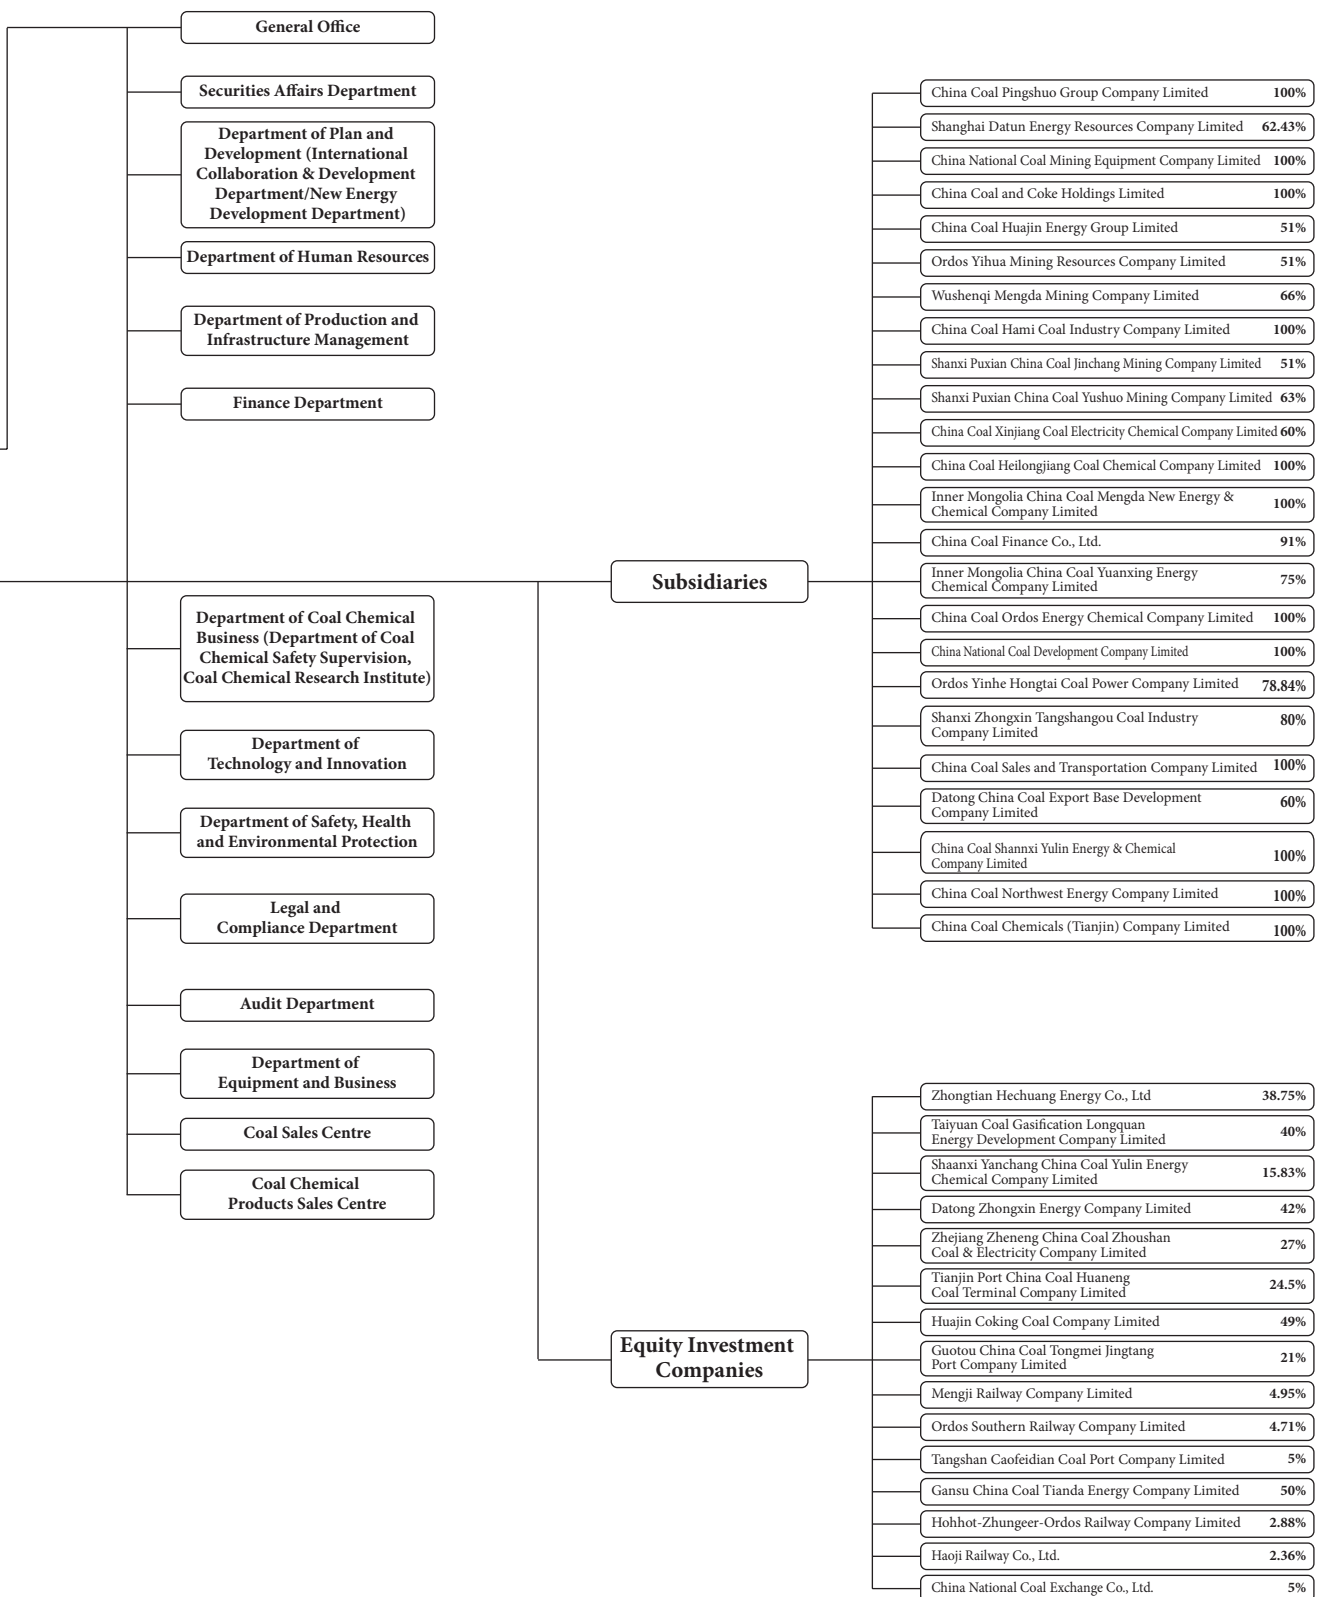 General Office
Securities Affairs Department
Department of Plan and
Development (International
Collaboration & Development
Department/New Energy
Development Department)
Department of Human Resources
Department of Production and
Infrastructure Management
Finance Department
Department of Coal Chemical
Business (Department of Coal
Chemical Safety Supervision,
Coal Chemical Research Institute)
Department of
Technology and Innovation
Department of Safety, Health
and Environmental Protection
Legal and
Compliance Department
Audit Department
Department of
Equipment and Business
Coal Sales Centre
Coal Chemical
Products Sales Centre
Subsidiaries
China Coal Pingshuo Group Company Limited 100%
Shanghai Datun Energy Resources Company Limited 62.43%
China National Coal Mining Equipment Company Limited 100%
China Coal and Coke Holdings Limited 100%
China Coal Huajin Energy Group Limited 51%
Ordos Yihua Mining Resources Company Limited 51%
Wushenqi Mengda Mining Company Limited 66%
China Coal Hami Coal Industry Company Limited 100%
Shanxi Puxian China Coal Jinchang Mining Company Limited 51%
Shanxi Puxian China Coal Yushuo Mining Company Limited 63%
China Coal Xinjiang Coal Electricity Chemical Company Limited 60%
China Coal Heilongjiang Coal Chemical Company Limited 100%
Inner Mongolia China Coal Mengda New Energy &
Chemical Company Limited 100%
China Coal Finance Co., Ltd. 91%
Inner Mongolia China Coal Yuanxing Energy
Chemical Company Limited 75%
China Coal Ordos Energy Chemical Company Limited 100%
China National Coal Development Company Limited 100%
Ordos Yinhe Hongtai Coal Power Company Limited 78.84%
Shanxi Zhongxin Tangshangou Coal Industry
Company Limited 80%
China Coal Sales and Transportation Company Limited 100%
Datong China Coal Export Base Development
Company Limited 60%
China Coal Shannxi Yulin Energy & Chemical
Company Limited 100%
China Coal Northwest Energy Company Limited 100%
China Coal Chemicals (Tianjin) Company Limited 100%
Equity Investment
Companies
Zhongtian Hechuang Energy Co., Ltd 38.75%
Taiyuan Coal Gasification Longquan
Energy Development Company Limited 40%
Shaanxi Yanchang China Coal Yulin Energy
Chemical Company Limited 15.83%
Datong Zhongxin Energy Company Limited 42%
Zhejiang Zheneng China Coal Zhoushan
Coal & Electricity Company Limited 27%
Tianjin Port China Coal Huaneng
Coal Terminal Company Limited 24.5%
Huajin Coking Coal Company Limited 49%
Guotou China Coal Tongmei Jingtang
Port Company Limited 21%
Mengji Railway Company Limited 4.95%
Ordos Southern Railway Company Limited 4.71%
Tangshan Caofeidian Coal Port Company Limited 5%
Gansu China Coal Tianda Energy Company Limited 50%
Hohhot-Zhungeer-Ordos Railway Company Limited 2.88%
Haoji Railway Co., Ltd. 2.36%
China National Coal Exchange Co., Ltd. 5%